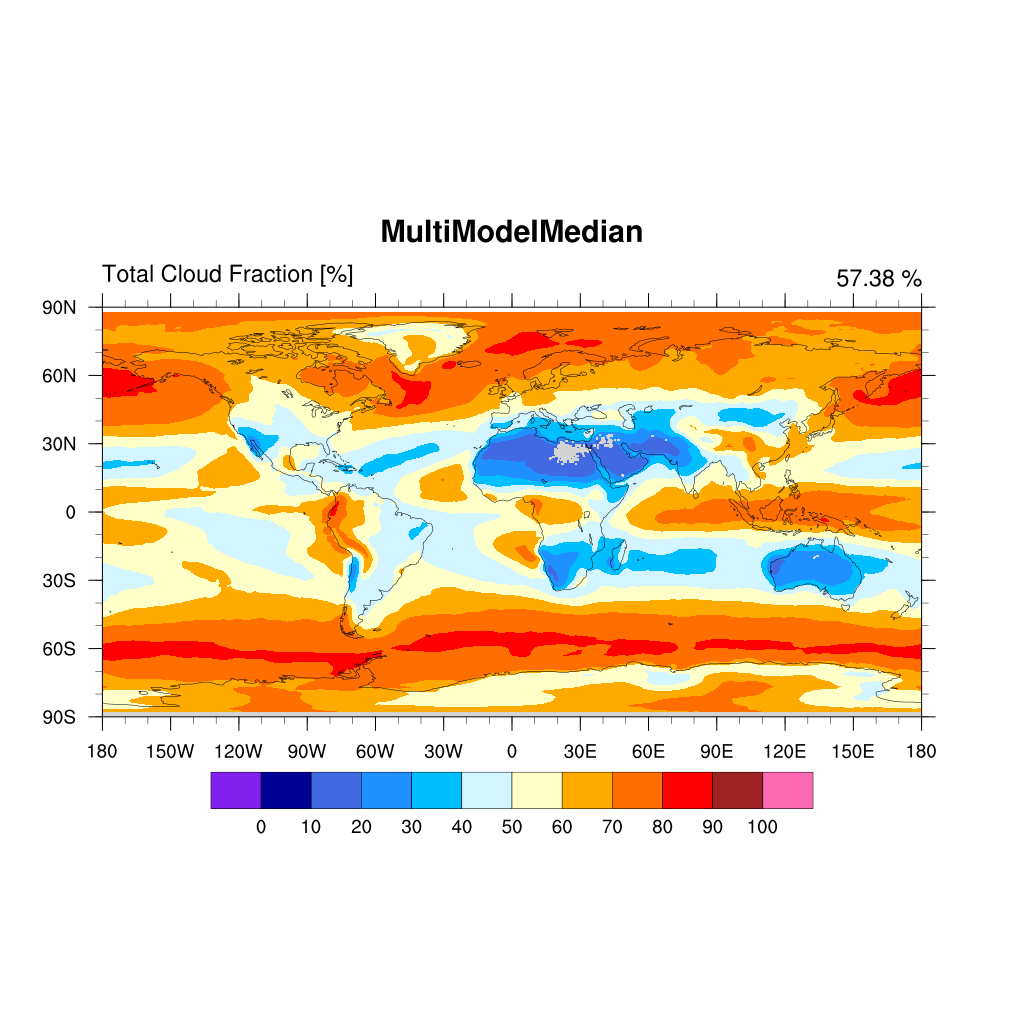 MultiModelMedian
Total Cloud Fraction [%]
57.38 %
90N
60N
30N
0
30S
60S
90S
180 150W 120W 90W 60W 30W 0 30E 60E 90E 120E 150E 180
0 10 20 30 40 50 60 70 80 90 100